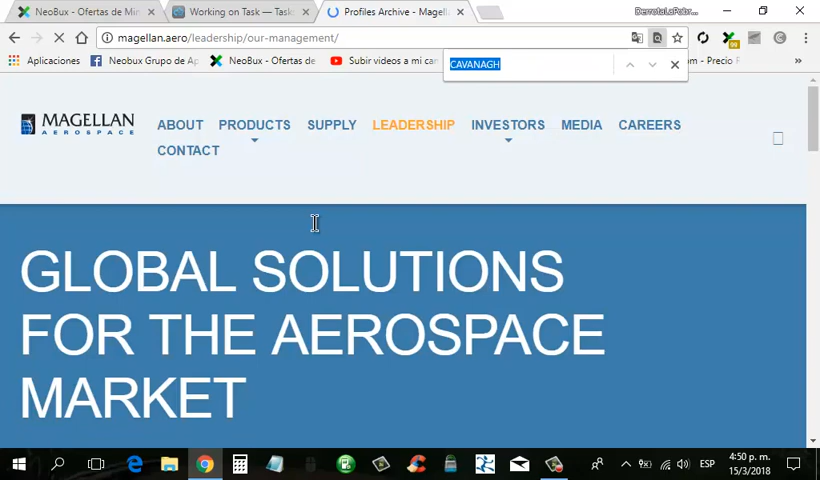 NeoBux - Ofertas de Min
Working on Task — Task
Profiles Archive - Magell
DerrotaLaPobr...
magellan.aero/leadership/our-management/
Aplicaciones
Neobux Grupo de Ap
NeoBux - Ofertas de
Subir videos a mi can
om - Precio R
CAVANAGH
MAGELLAN
AEROSPACE
ABOUT
PRODUCTS
SUPPLY
LEADERSHIP
INVESTORS
MEDIA
CAREERS
CONTACT
GLOBAL SOLUTIONS
FOR THE AEROSPACE
MARKET
ESP
4:50 p. m.
15/3/2018